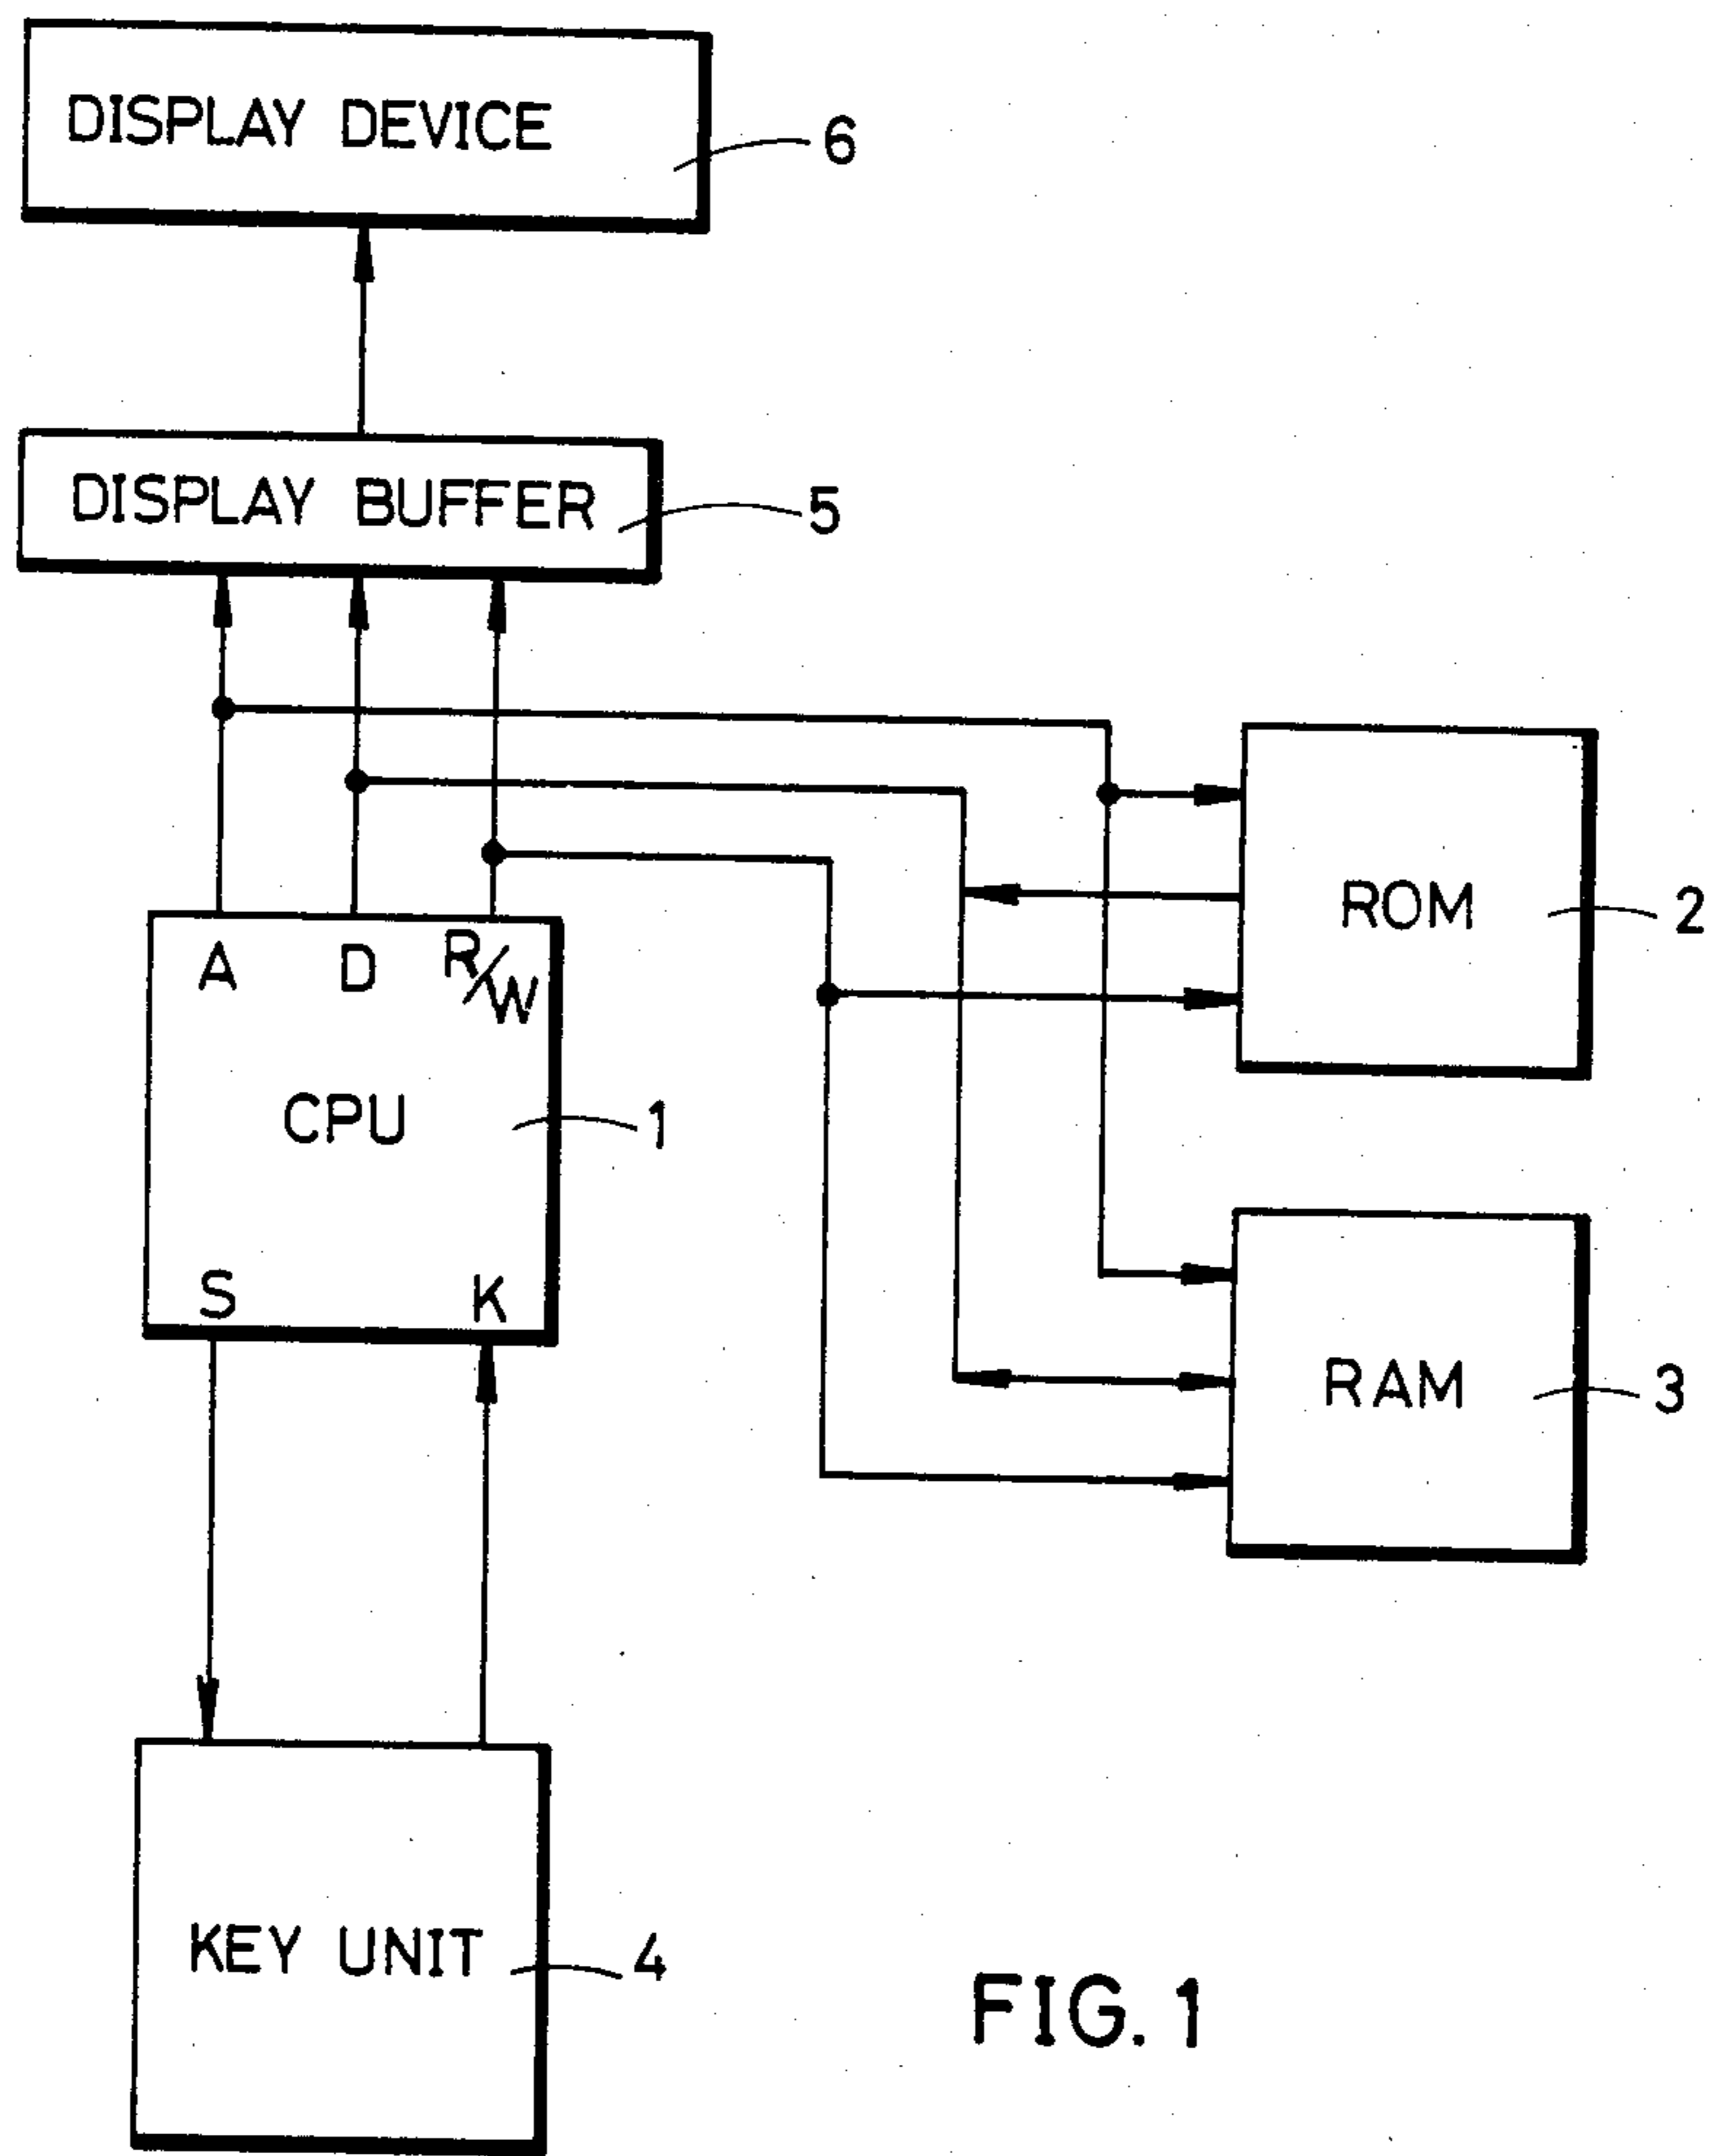 DISPLAY DEVICE
6
DISPLAY BUFFER
5
A D R/W
CPU
1
S K
ROM
2
RAM
3
KEY UNIT
4
FIG. 1